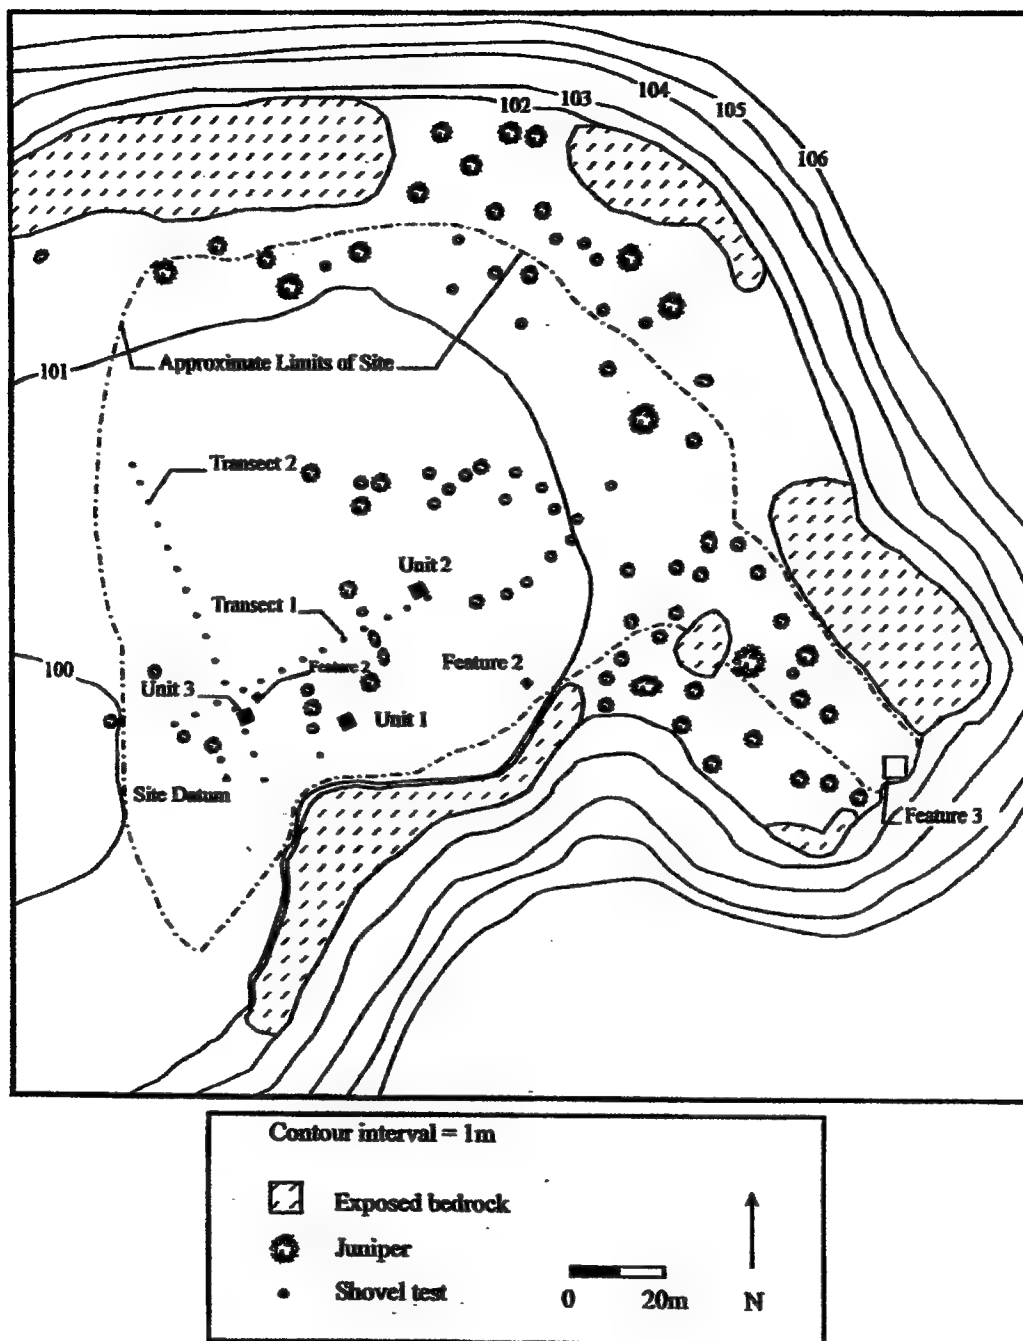 102
103
104
105
106
101
Approximate Limits of Site
Transect 2
Unit 2
Transect 1
100
Feature 2
Feature 2
Unit 3
Unit 1
Site Datum
Feature 3
Contour interval = 1m
Exposed bedrock
Juniper
Shovel test
0 20m N